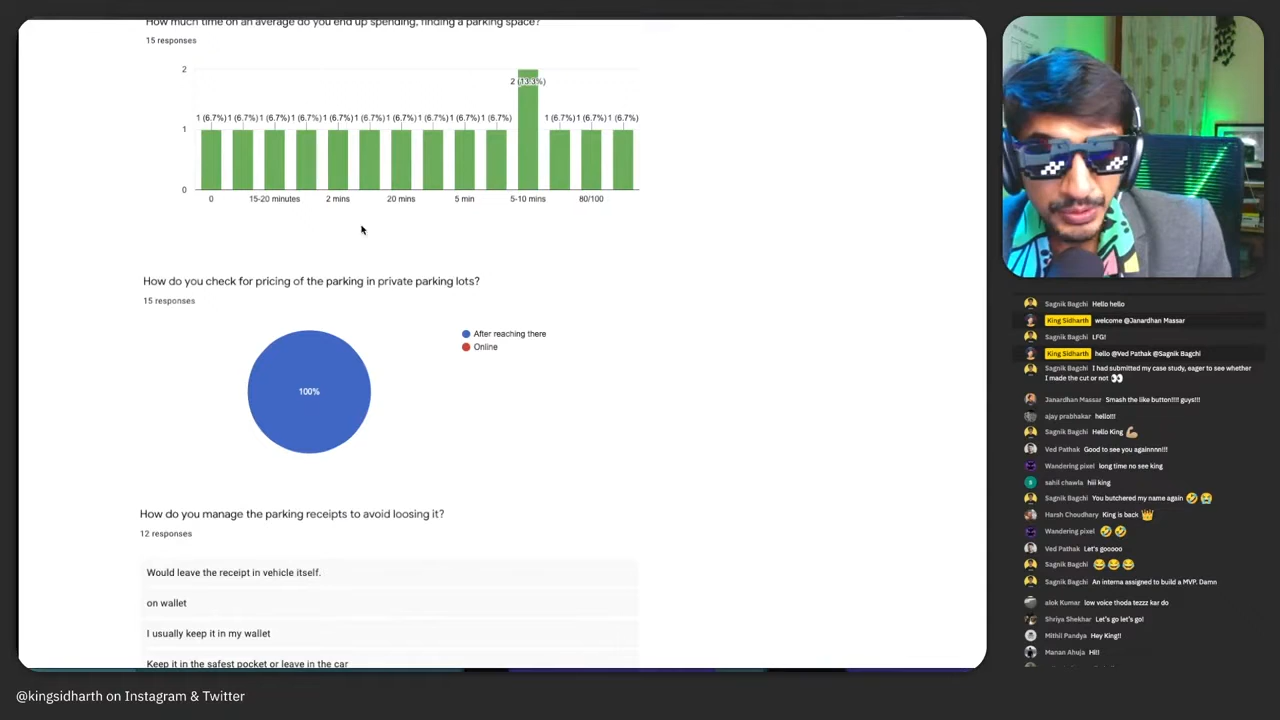 How much time on an average do you end up spending, finding a parking space?
15 responses
2
1
0
1 (6.7%) 1 (6.7%) 1 (6.7%) 1 (6.7%) 1 (6.7%) 1 (6.7%) 1 (6.7%) 1 (6.7%) 1 (6.7%) 1 (6.7%) 2 (13.3%) 1 (6.7%) 1 (6.7%) 1 (6.7%)
0 15-20 minutes 2 mins 20 mins 5 min 5-10 mins 80/100
How do you check for pricing of the parking in private parking lots?
15 responses
After reaching there
Online
100%
How do you manage the parking receipts to avoid loosing it?
12 responses
Would leave the receipt in vehicle itself.
on wallet
I usually keep it in my wallet
Keep it in the safest pocket or leave in the car
Sagnik Bagchi Hello hello
King Sidharth welcome @Janardhan Massar
Sagnik Bagchi LFG!
King Sidharth hello @Ved Pathak @Sagnik Bagchi
Sagnik Bagchi I had submitted my case study, eager to see whether
I made the cut or not 👀
Janardhan Massar Smash the like button!!!! guys!!!
ajay prabhakar hello!!!
Sagnik Bagchi Hello King 💪🏽
Ved Pathak Good to see you againnnn!!!
Wandering pixel long time no see king
S
sahil chawla hiii king
Sagnik Bagchi You butchered my name again 🤣 😭
Harsh Choudhary King is back 👑
Wandering pixel 🤣 🤣
Ved Pathak Let's gooooo
Sagnik Bagchi 😂 😂 😂
Sagnik Bagchi An interna assigned to build a MVP. Damn
alok Kumar low voice thoda tezzz kar do
Shriya Shekhar Let's go let's go!
Mithil Pandya Hey King!!
Manan Ahuja Hi!!
@kingsidharth on Instagram & Twitter